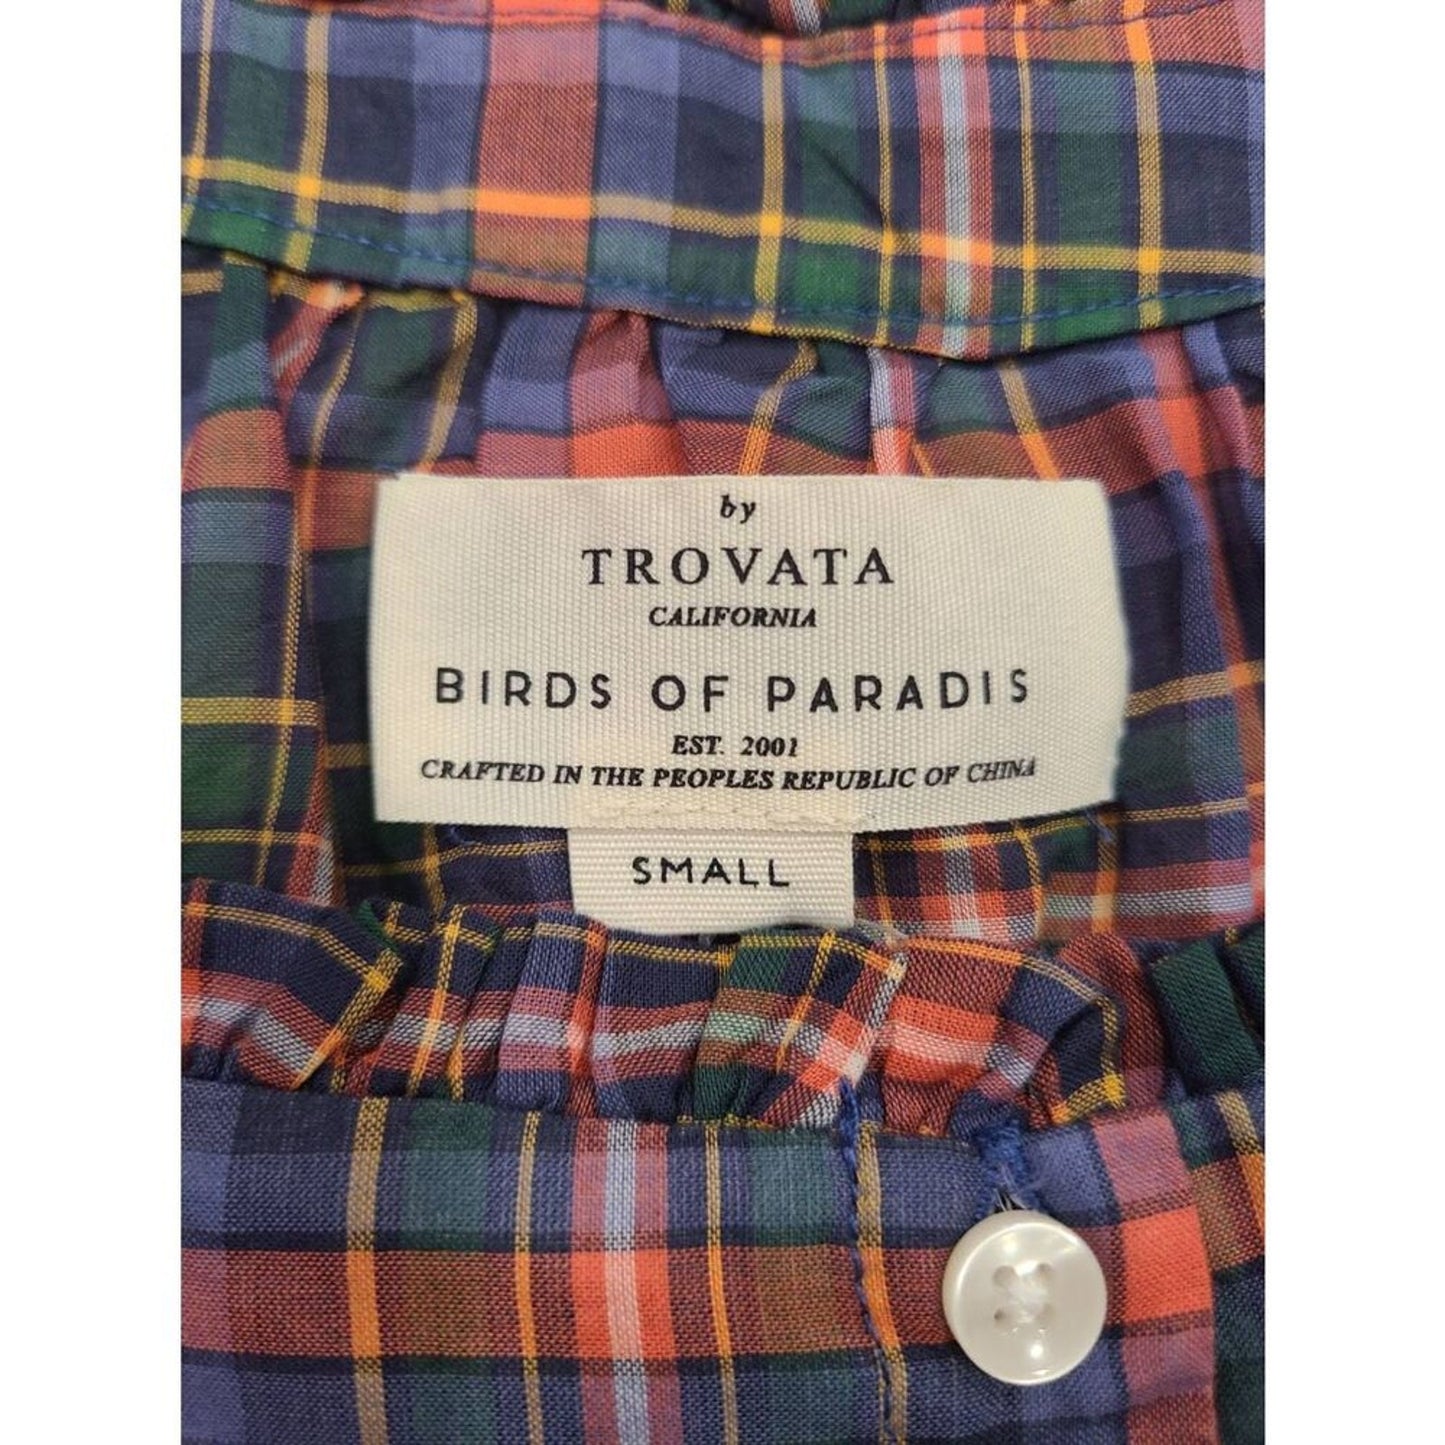 by
TROVATA
CALIFORNIA
BIRDS OF PARADIS
EST. 2001
CRAFTED IN THE PEOPLES REPUBLIC OF CHINA
SMALL